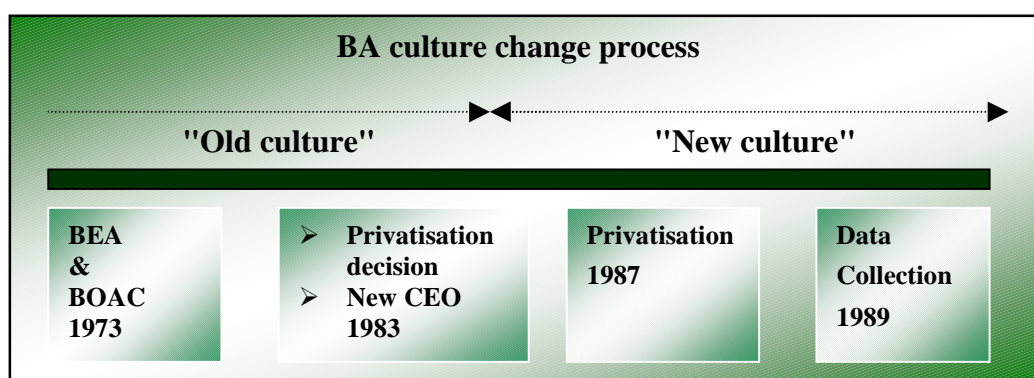 BA culture change process
"Old culture" "New culture"
BEA
&
BOAC
1973
➢ Privatisation
decision
➢ New CEO
1983
Privatisation
1987
Data
Collection
1989